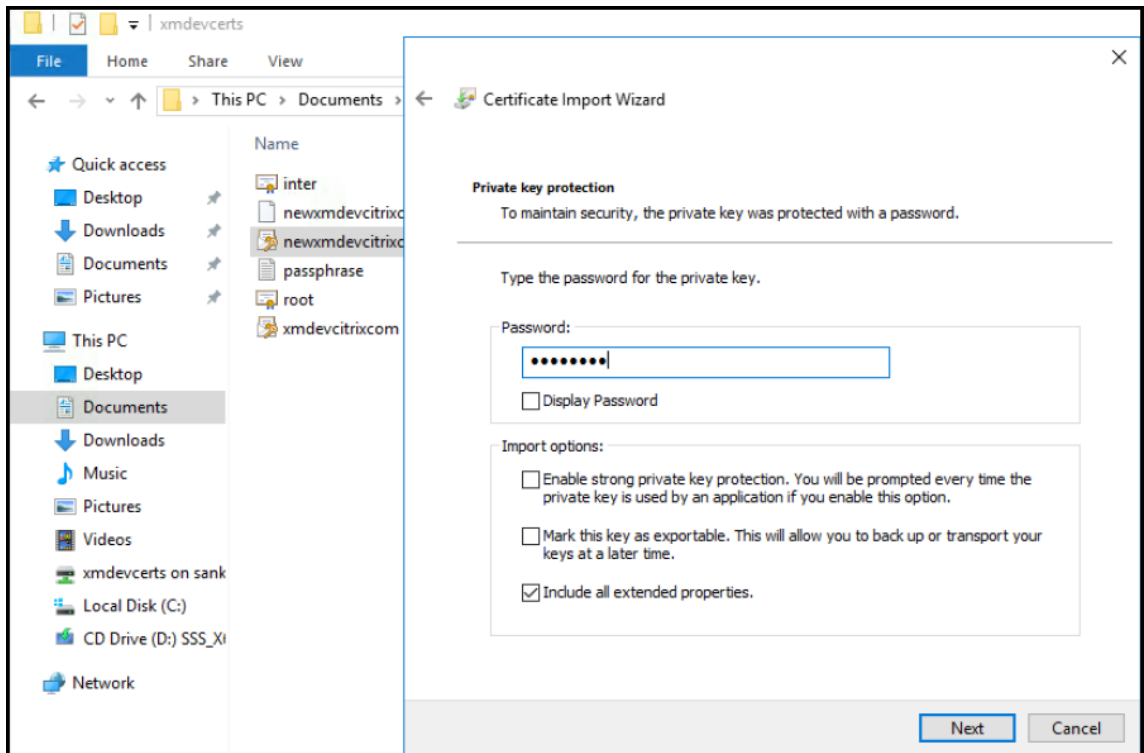 xmdevcerts
File Home Share View
This PC > Documents >
Quick access
Desktop
Downloads
Documents
Pictures
This PC
Desktop
Documents
Downloads
Music
Pictures
Videos
xmdevcerts on sank
Local Disk (C:)
CD Drive (D:) SSS_X
Network
Name
inter
newxmdevcitrixc
newxmdevcitrixc
passphrase
root
xmdevcitrixcom
Certificate Import Wizard
Private key protection
To maintain security, the private key was protected with a password.
Type the password for the private key.
Password:
••••••••
Display Password
Import options:
Enable strong private key protection. You will be prompted every time the
private key is used by an application if you enable this option.
Mark this key as exportable. This will allow you to back up or transport your
keys at a later time.
Include all extended properties.
Next Cancel